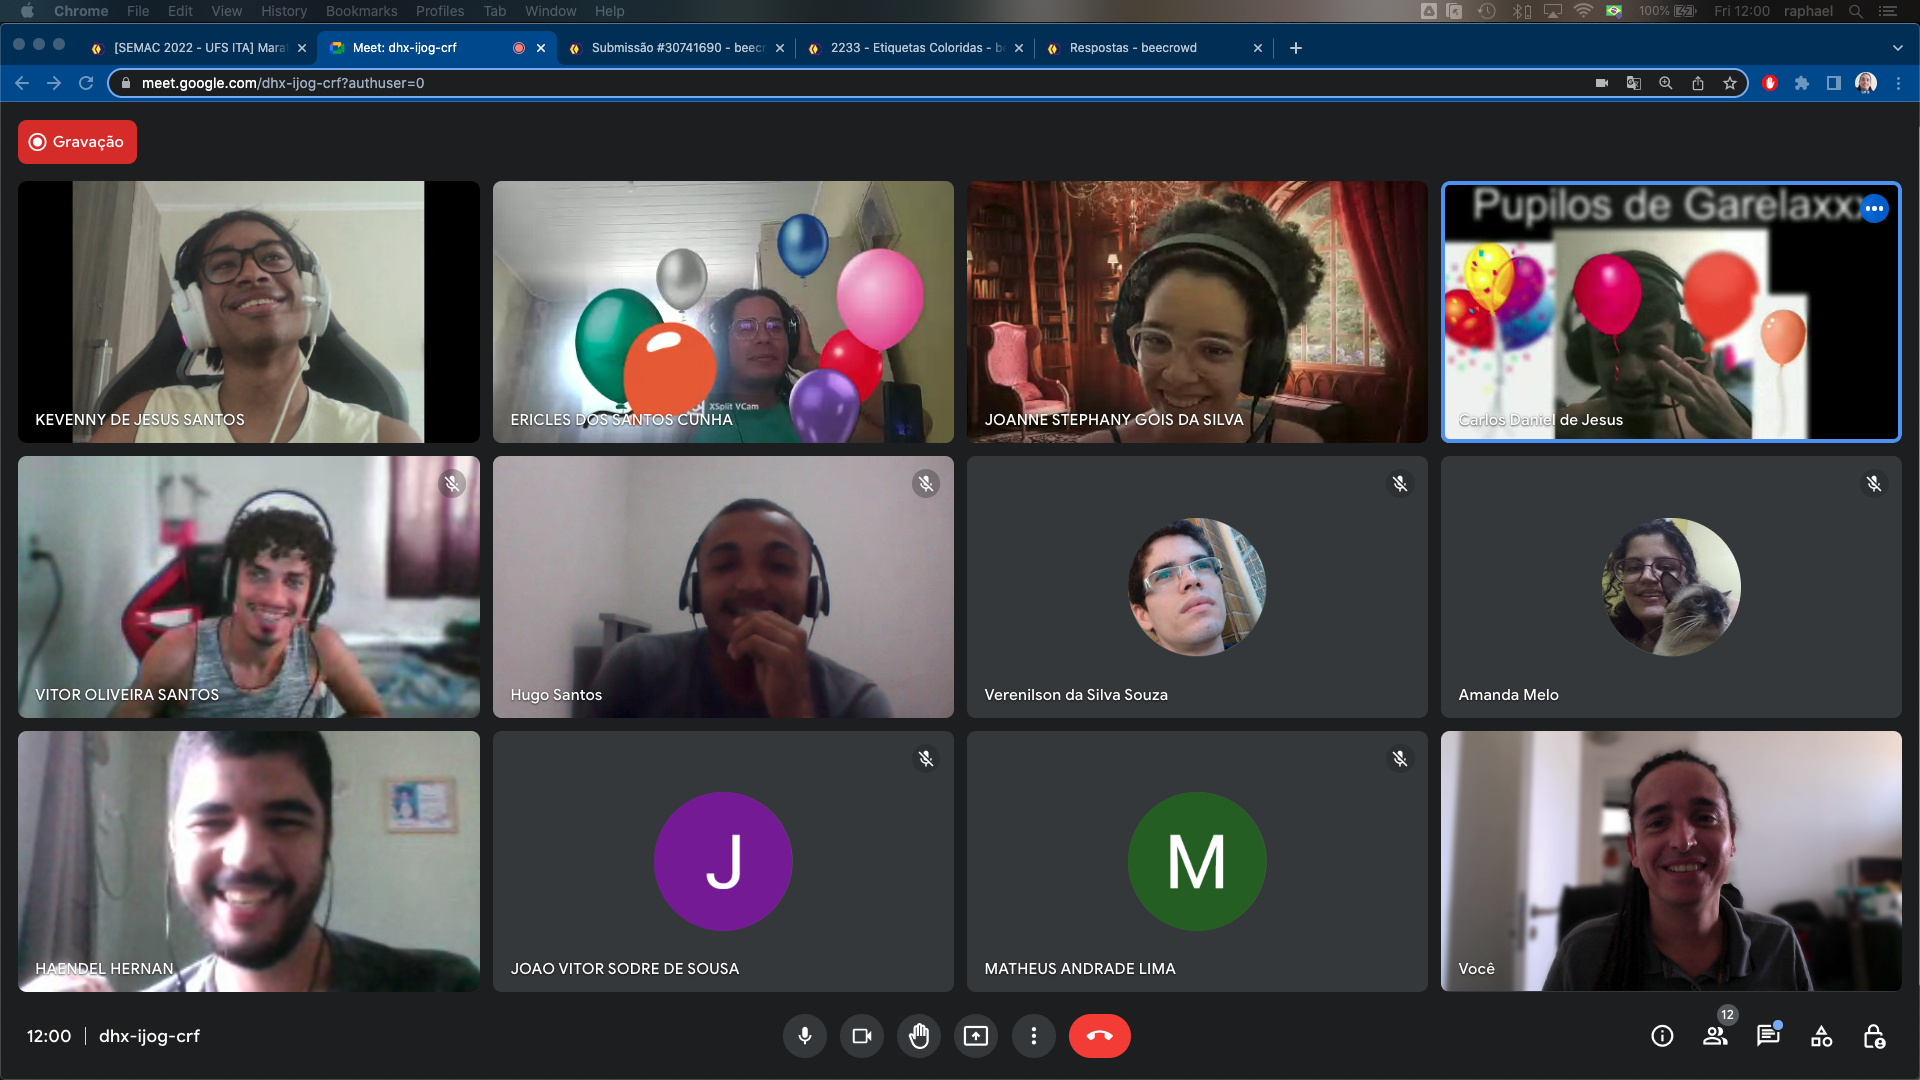 Chrome File Edit View History Bookmarks Profiles Tab Window Help 100% Fri 12:00 raphael
[SEMAC 2022 - UFS ITA] Mara
Meet: dhx-ijog-crf
Submissão #30741690 - beec
2233 - Etiquetas Coloridas - b
Respostas - beecrowd
meet.google.com/dhx-ijog-crf?authuser=0
Gravação
Pupilos de Garelaxxx
XSplit VCam
KEVENNY DE JESUS SANTOS
ERICLES DOS SANTOS CUNHA
JOANNE STEPHANY GOIS DA SILVA
Carlos Daniel de Jesus
VITOR OLIVEIRA SANTOS
Hugo Santos
Verenilson da Silva Souza
Amanda Melo
J
M
HAENDEL HERNAN
JOAO VITOR SODRE DE SOUSA
MATHEUS ANDRADE LIMA
Você
12:00 | dhx-ijog-crf
12